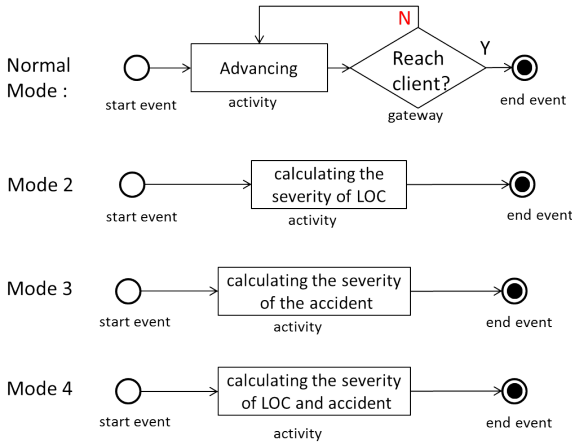 N
Normal
Mode :
Advancing
Reach
client?
Y
start event
activity
gateway
end event
Mode 2
calculating the
severity of LOC
start event
activity
end event
Mode 3
calculating the severity
of the accident
start event
activity
end event
Mode 4
calculating the severity
of LOC and accident
start event
activity
end event